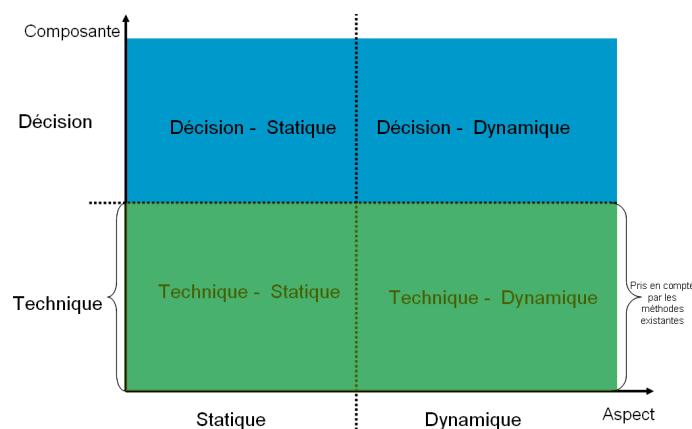 Composante
Décision
Décision - Statique
Décision - Dynamique
Technique
Technique - Statique
Technique - Dynamique
Pris en compte
par les
méthodes
existantes
Statique
Dynamique
Aspect